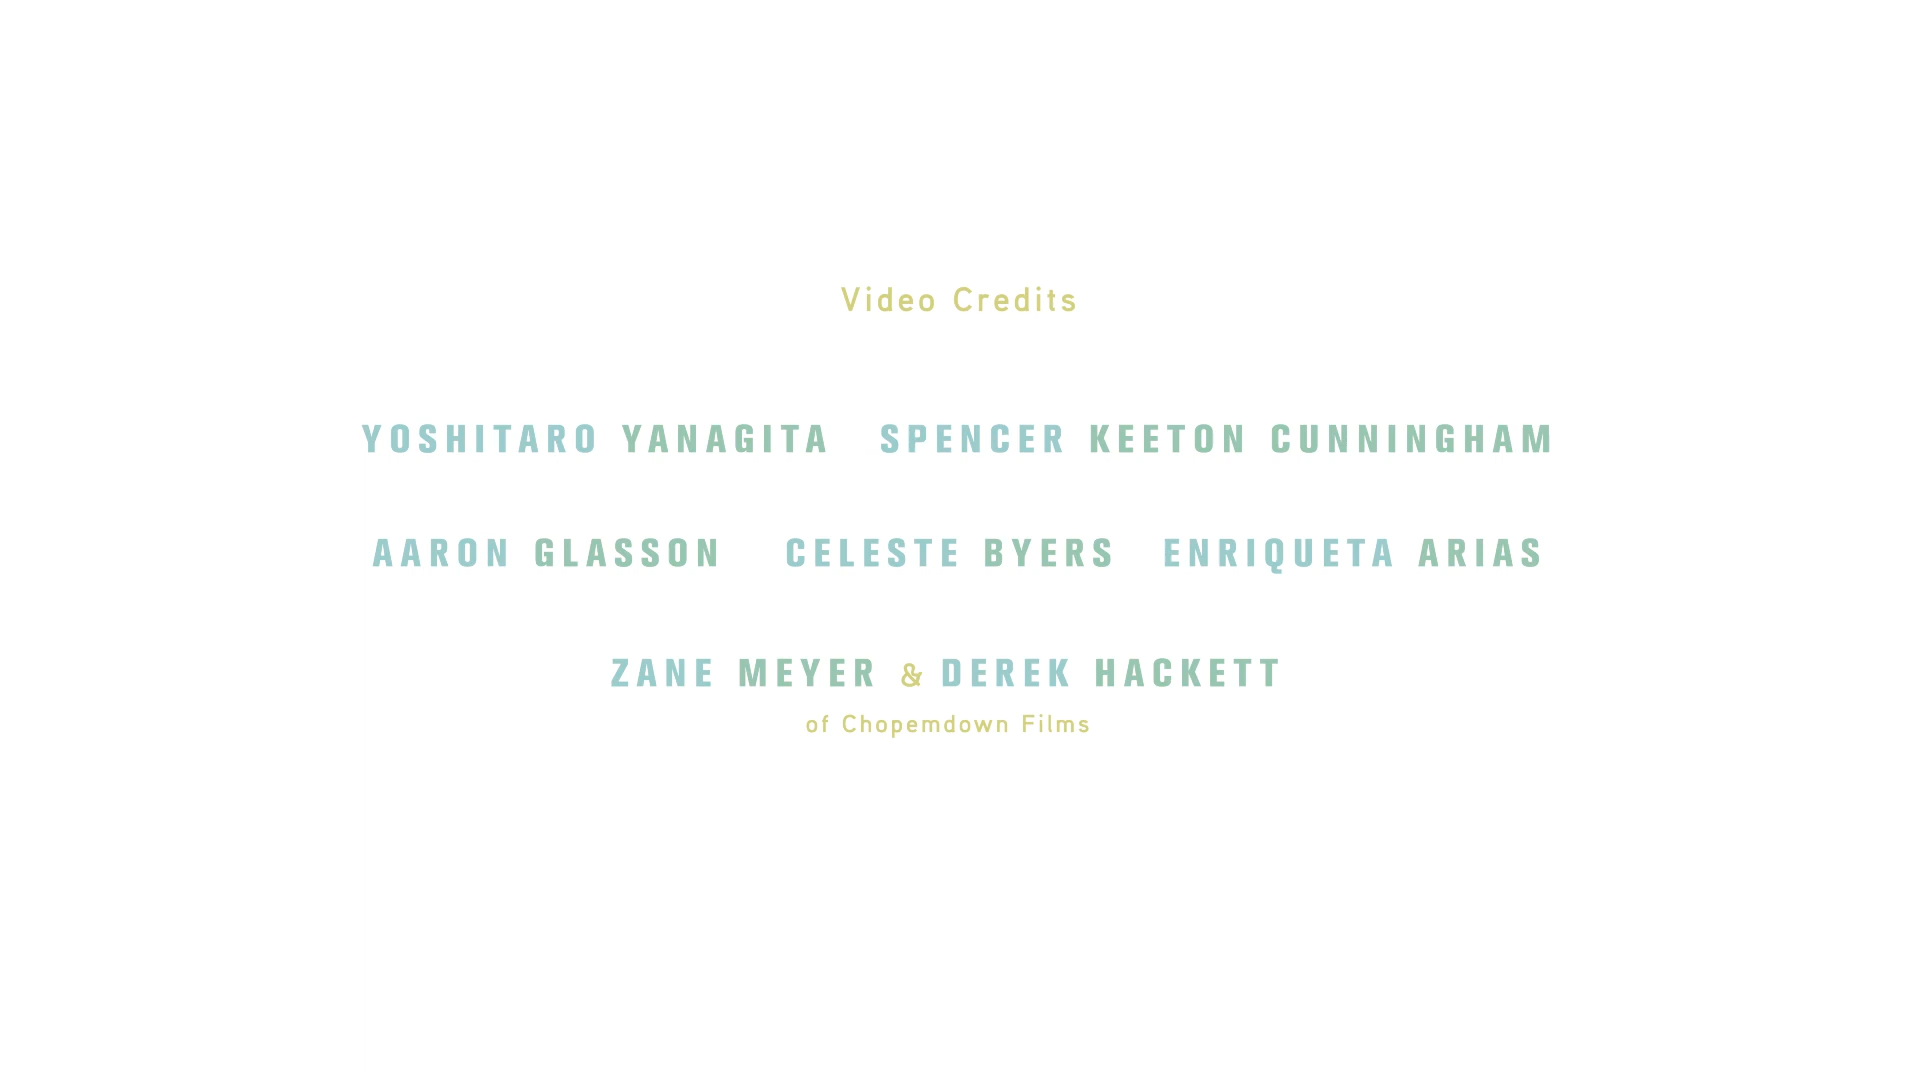 Video Credits
YOSHITARO YANAGITA SPENCER KEETON CUNNINGHAM
AARON GLASSON CELESTE BYERS ENRIQUETA ARIAS
ZANE MEYER & DEREK HACKETT
of Chopemdown Films